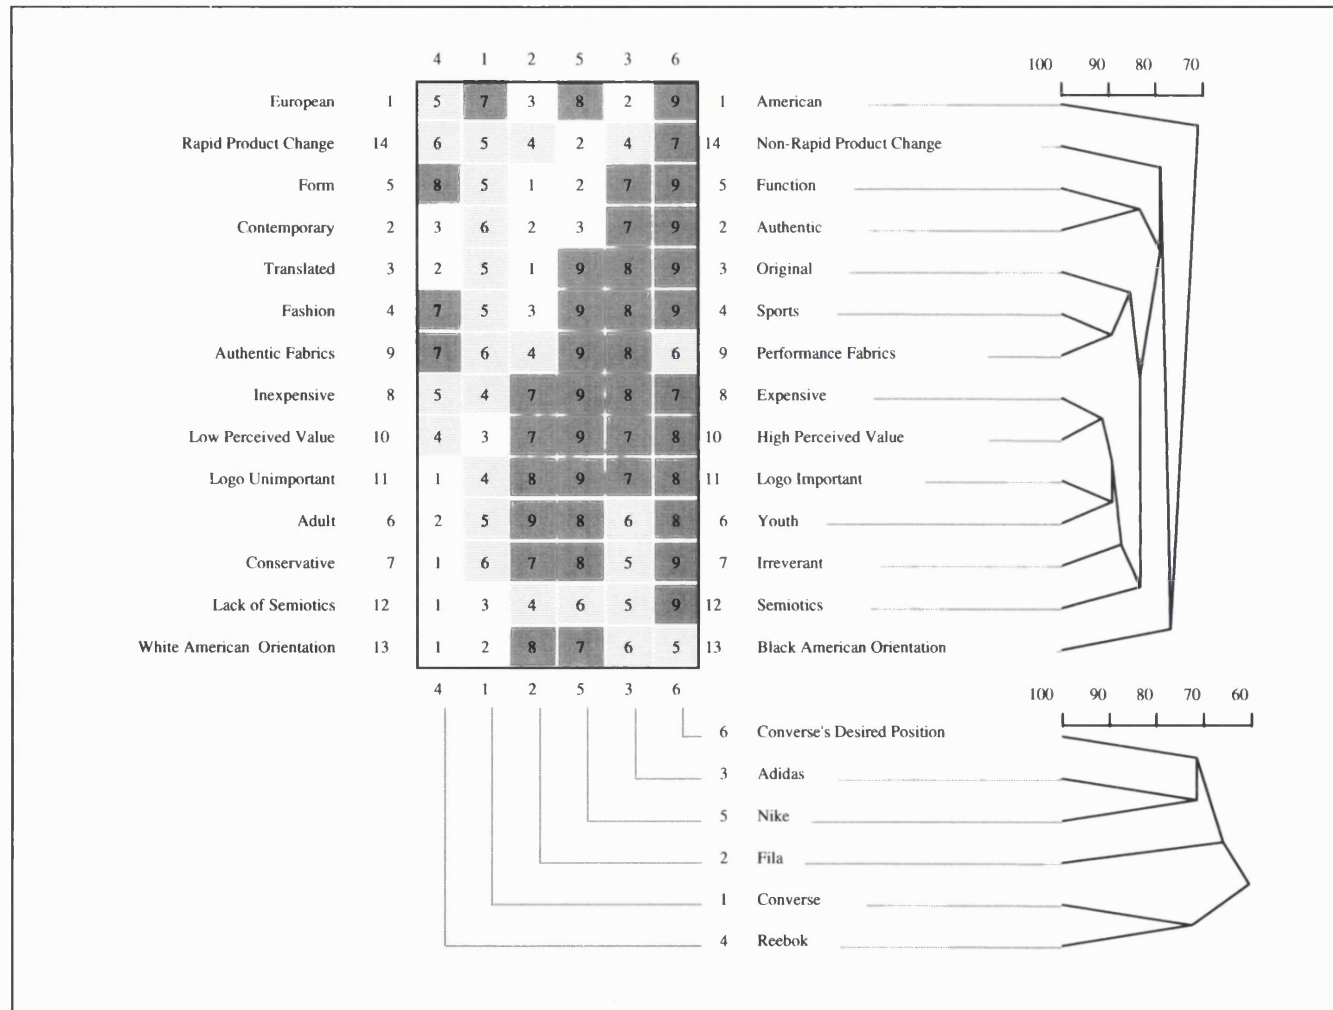 4 1 2 5 3 6
100 90 80 70
European 1 5 7 3 8 2 9 1 American
Rapid Product Change 14 6 5 4 2 4 7 14 Non-Rapid Product Change
Form 5 8 5 1 2 7 9 5 Function
Contemporary 2 3 6 2 3 7 9 2 Authentic
Translated 3 2 5 1 9 8 9 3 Original
Fashion 4 7 5 3 9 8 9 4 Sports
Authentic Fabrics 9 7 6 4 9 8 6 9 Performance Fabrics
Inexpensive 8 5 4 7 9 8 7 8 Expensive
Low Perceived Value 10 4 3 7 9 7 8 10 High Perceived Value
Logo Unimportant 11 1 4 8 9 7 8 11 Logo Important
Adult 6 2 5 9 8 6 8 6 Youth
Conservative 7 1 6 7 8 5 9 7 Irreverant
Lack of Semiotics 12 1 3 4 6 5 9 12 Semiotics
White American Orientation 13 1 2 8 7 6 5 13 Black American Orientation
4 1 2 5 3 6
100 90 80 70 60
6 Converse's Desired Position
3 Adidas
5 Nike
2 Fila
1 Converse
4 Reebok